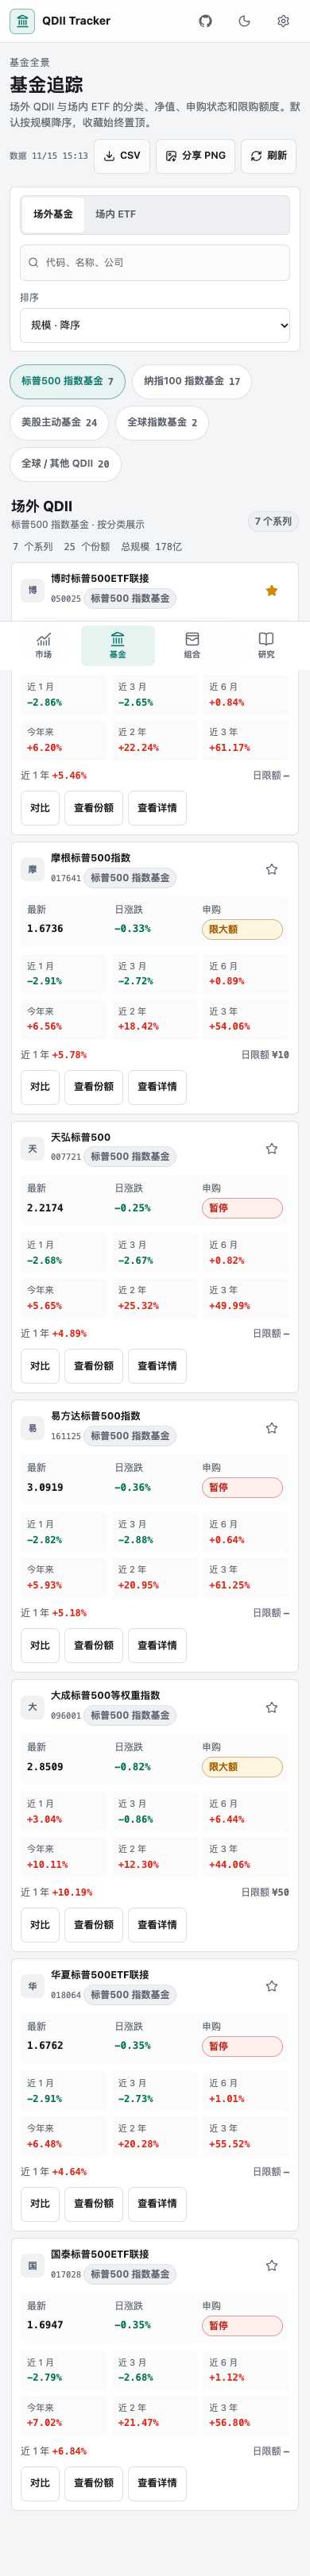 QDII Tracker
基金全景
基金追踪
场外 QDII 与场内 ETF 的分类、净值、申购状态和限购额度。默
认按规模降序，收藏始终置顶。
数据 11/15 15:13 CSV 分享 PNG 刷新
场外基金 场内 ETF
代码、名称、公司
排序
规模 · 降序
标普500 指数基金 7 纳指100 指数基金 17
美股主动基金 24 全球指数基金 2
全球 / 其他 QDII 20
场外 QDII
标普500 指数基金 · 按分类展示
7 个系列
7 个系列 25 个份额 总规模 178亿
博
博时标普500ETF联接
050025 标普500 指数基金
市场 基金 组合 研究
近 1 月 近 3 月 近 6 月
-2.86% -2.65% +0.84%
今年来 近 2 年 近 3 年
+6.20% +22.24% +61.17%
近 1 年 +5.46% 日限额 —
对比 查看份额 查看详情
摩
摩根标普500指数
017641 标普500 指数基金
最新 日涨跌 申购
1.6736 -0.33% 限大额
近 1 月 近 3 月 近 6 月
-2.91% -2.72% +0.89%
今年来 近 2 年 近 3 年
+6.56% +18.42% +54.06%
近 1 年 +5.78% 日限额 ¥10
对比 查看份额 查看详情
天
天弘标普500
007721 标普500 指数基金
最新 日涨跌 申购
2.2174 -0.25% 暂停
近 1 月 近 3 月 近 6 月
-2.68% -2.67% +0.82%
今年来 近 2 年 近 3 年
+5.65% +25.32% +49.99%
近 1 年 +4.89% 日限额 —
对比 查看份额 查看详情
易
易方达标普500指数
161125 标普500 指数基金
最新 日涨跌 申购
3.0919 -0.36% 暂停
近 1 月 近 3 月 近 6 月
-2.82% -2.88% +0.64%
今年来 近 2 年 近 3 年
+5.93% +20.95% +61.25%
近 1 年 +5.18% 日限额 —
对比 查看份额 查看详情
大
大成标普500等权重指数
096001 标普500 指数基金
最新 日涨跌 申购
2.8509 -0.82% 限大额
近 1 月 近 3 月 近 6 月
+3.04% -0.86% +6.44%
今年来 近 2 年 近 3 年
+10.11% +12.30% +44.06%
近 1 年 +10.19% 日限额 ¥50
对比 查看份额 查看详情
华
华夏标普500ETF联接
018064 标普500 指数基金
最新 日涨跌 申购
1.6762 -0.35% 暂停
近 1 月 近 3 月 近 6 月
-2.91% -2.73% +1.01%
今年来 近 2 年 近 3 年
+6.48% +20.28% +55.52%
近 1 年 +4.64% 日限额 —
对比 查看份额 查看详情
国
国泰标普500ETF联接
017028 标普500 指数基金
最新 日涨跌 申购
1.6947 -0.35% 暂停
近 1 月 近 3 月 近 6 月
-2.79% -2.68% +1.12%
今年来 近 2 年 近 3 年
+7.02% +21.47% +56.80%
近 1 年 +6.84% 日限额 —
对比 查看份额 查看详情